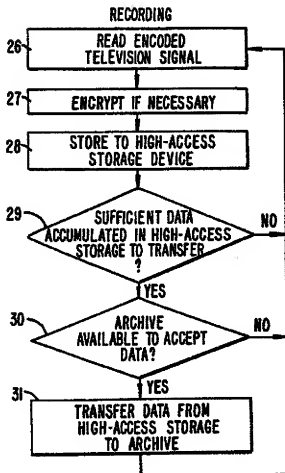 RECORDING
26
READ ENCODED
TELEVISION SIGNAL
27
ENCRYPT IF NECESSARY
28
STORE TO HIGH-ACCESS
STORAGE DEVICE
29
SUFFICIENT DATA
ACCUMULATED IN HIGH-ACCESS
STORAGE TO TRANSFER
?
NO
YES
30
ARCHIVE
AVAILABLE TO ACCEPT
DATA?
NO
YES
31
TRANSFER DATA FROM
HIGH-ACCESS STORAGE
TO ARCHIVE